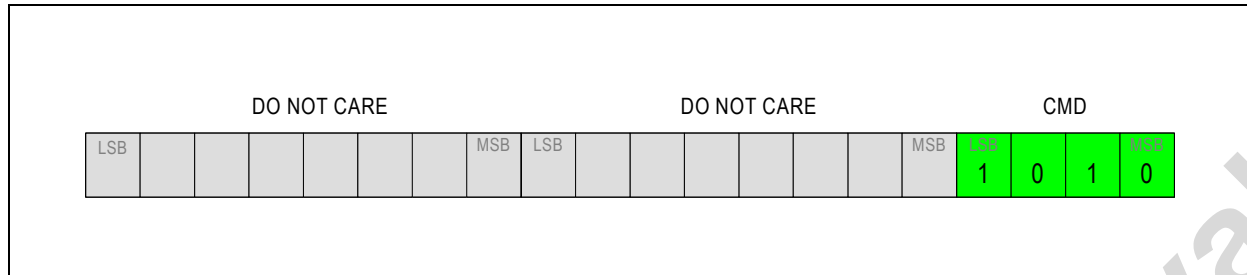 DO NOT CARE DO NOT CARE CMD
LSB MSB LSB MSB LSB MSB
1 0 1 0